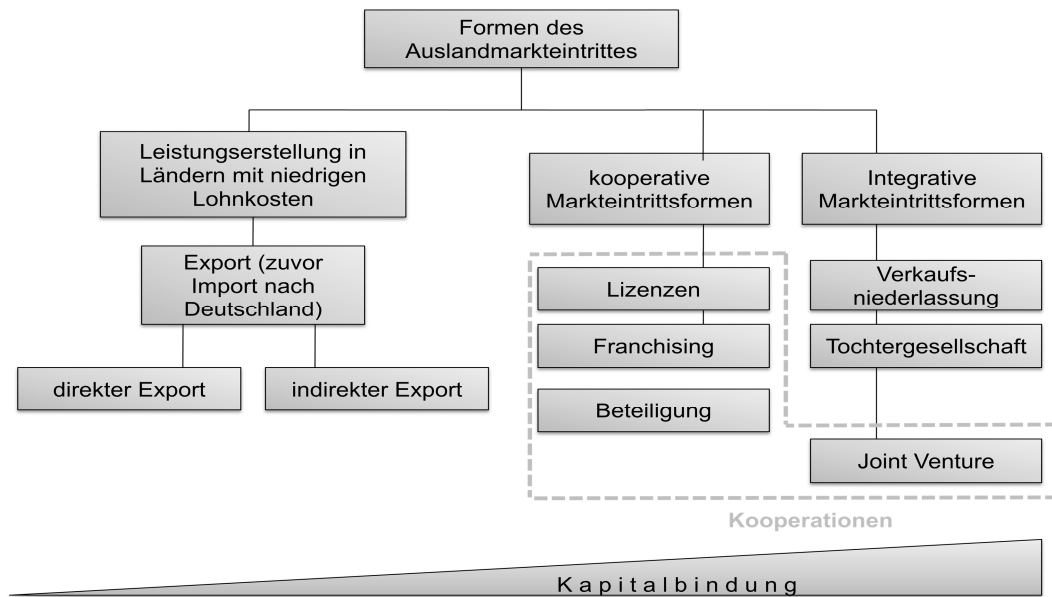 Formen des
Auslandmarkteintrittes
Leistungserstellung in
Ländern mit niedrigen
Lohnkosten
Export (zuvor
Import nach
Deutschland)
direkter Export
indirekter Export
kooperative
Markteintrittsformen
Lizenzen
Franchising
Beteiligung
Integrative
Markteintrittsformen
Verkaufs-
niederlassung
Tochtergesellschaft
Joint Venture
Kooperationen
Kapitalbindung